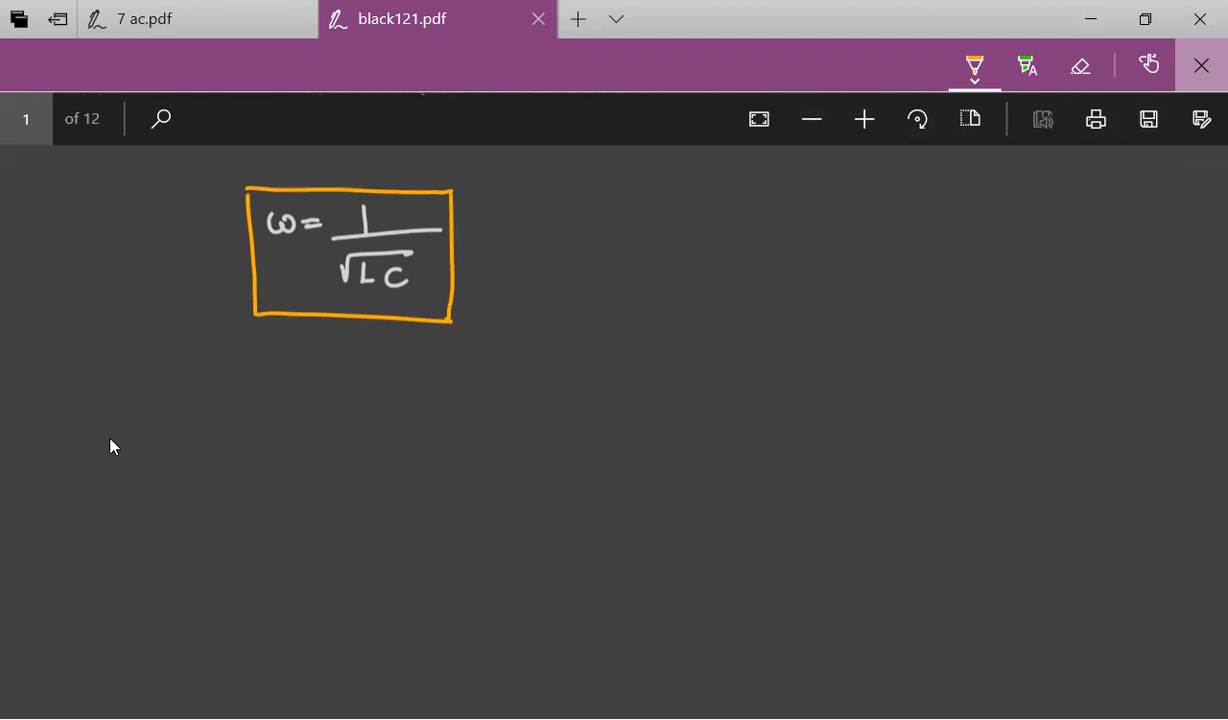 7 ac.pdf
black121.pdf
1 of 12
ω = 1/√LC